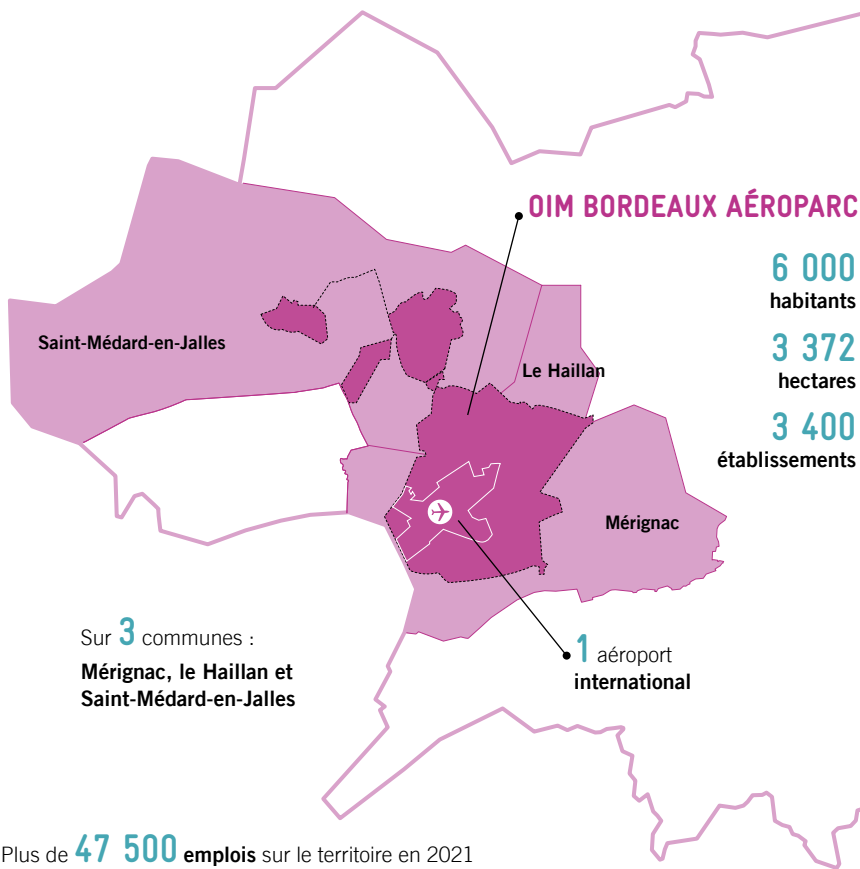 OIM BORDEAUX AÉROPARC
6 000
habitants
3 372
hectares
3 400
établissements
Saint-Médard-en-Jalles
Le Haillan
Mérignac
Sur 3 communes :
Mérignac, le Haillan et
Saint-Médard-en-Jalles
1 aéroport
international
Plus de 47 500 emplois sur le territoire en 2021